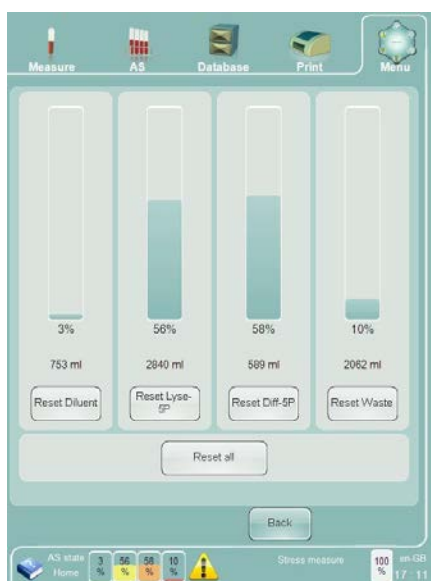 Measure AS Database Print Menu
3% 56% 58% 10%
753 ml 2840 ml 589 ml 2062 ml
Reset Diluent Reset Lyse- Reset Diff-5P Reset Waste
5P
Reset all
Back
AS state 3 56 58 10 Stress measure 100 en-GB
Home % % % % % 17 11